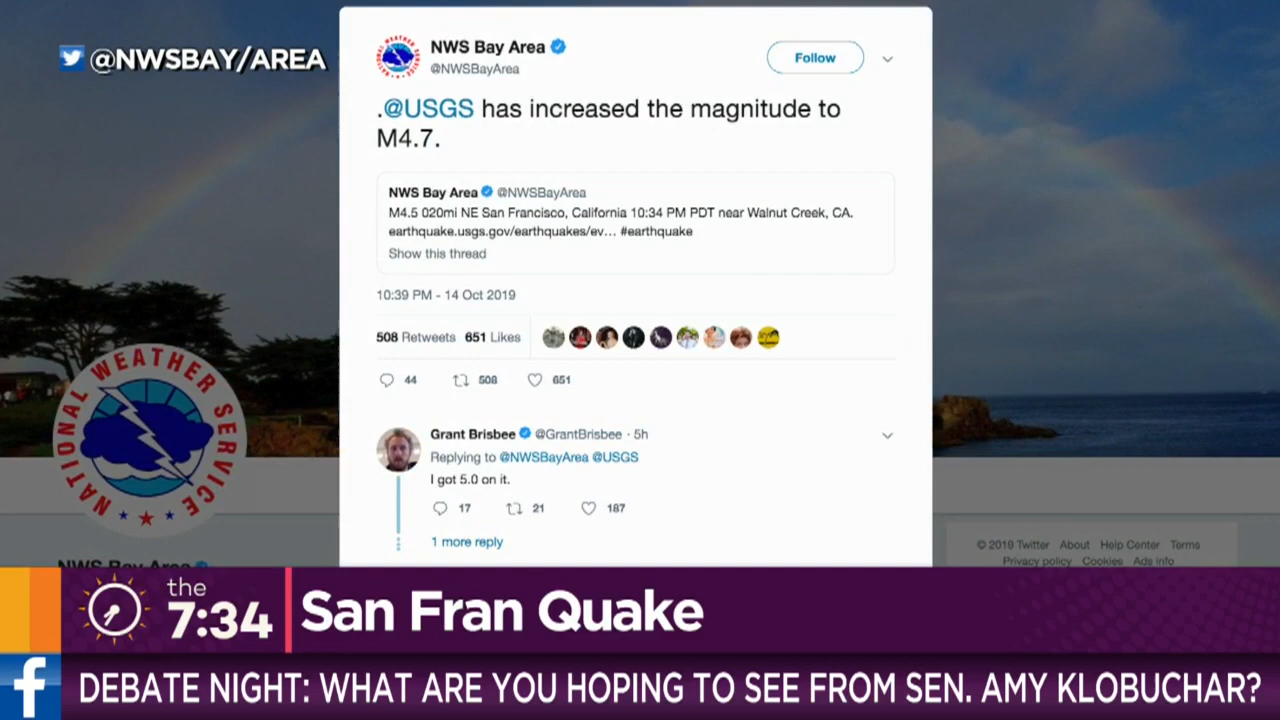 @NWSBAY/AREA
NWS Bay Area
@NWSBayArea
Follow
.@USGS has increased the magnitude to
M4.7.
NWS Bay Area @NWSBayArea
M4.5 020mi NE San Francisco, California 10:34 PM PDT near Walnut Creek, CA.
earthquake.usgs.gov/earthquakes/ev... #earthquake
Show this thread
10:39 PM - 14 Oct 2019
508 Retweets 651 Likes
44 508 651
Grant Brisbee @GrantBrisbee · 5h
Replying to @NWSBayArea @USGS
I got 5.0 on it.
17 21 187
1 more reply
NATIONAL WEATHER SERVICE
NWS Bay Area
© 2019 Twitter About Help Center Terms
Privacy policy Cookies Ads info
the
7:34
San Fran Quake
f
DEBATE NIGHT: WHAT ARE YOU HOPING TO SEE FROM SEN. AMY KLOBUCHAR?